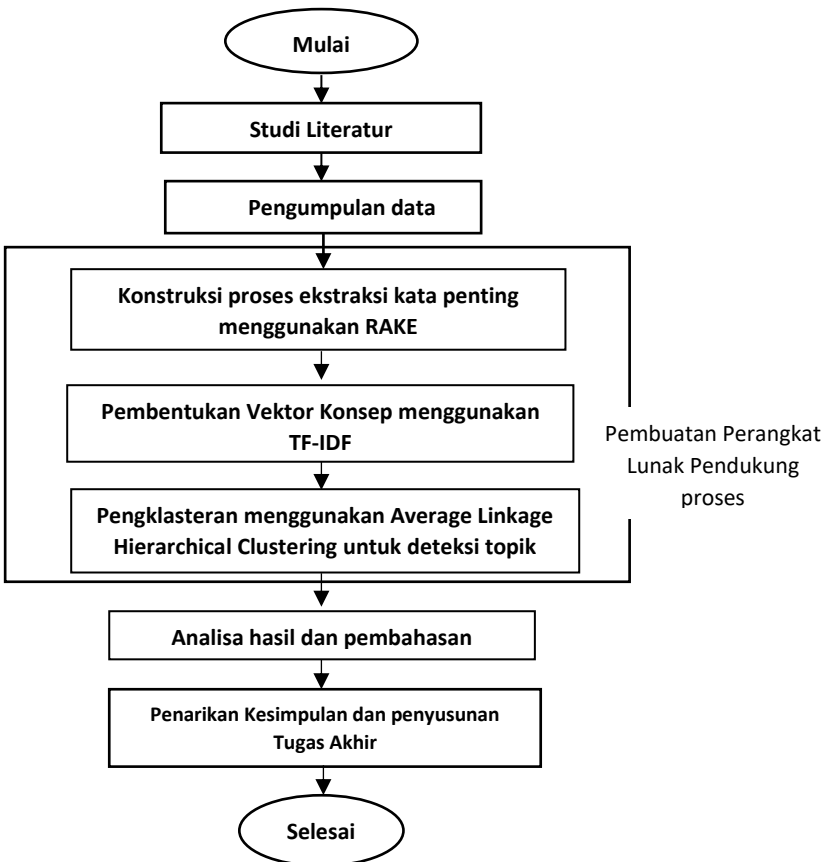 Mulai
Studi Literatur
Pengumpulan data
Konstruksi proses ekstraksi kata penting
menggunakan RAKE
Pembentukan Vektor Konsep menggunakan
TF-IDF
Pembuatan Perangkat
Lunak Pendukung
proses
Pengklasteran menggunakan Average Linkage
Hierarchical Clustering untuk deteksi topik
Analisa hasil dan pembahasan
Penarikan Kesimpulan dan penyusunan
Tugas Akhir
Selesai